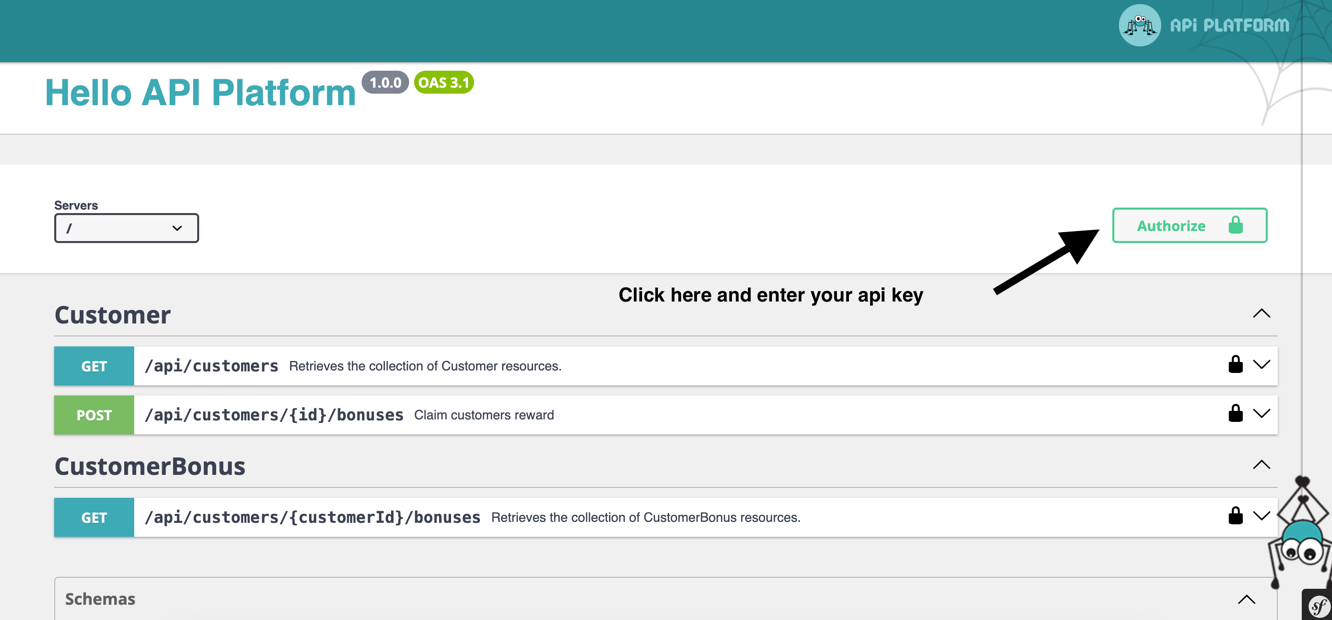 APi PLATFORM
Hello API Platform 1.0.0 OAS 3.1
Servers
/
Authorize
Click here and enter your api key
Customer
GET /api/customers Retrieves the collection of Customer resources.
POST /api/customers/{id}/bonuses Claim customers reward
CustomerBonus
GET /api/customers/{customerId}/bonuses Retrieves the collection of CustomerBonus resources.
Schemas
sf